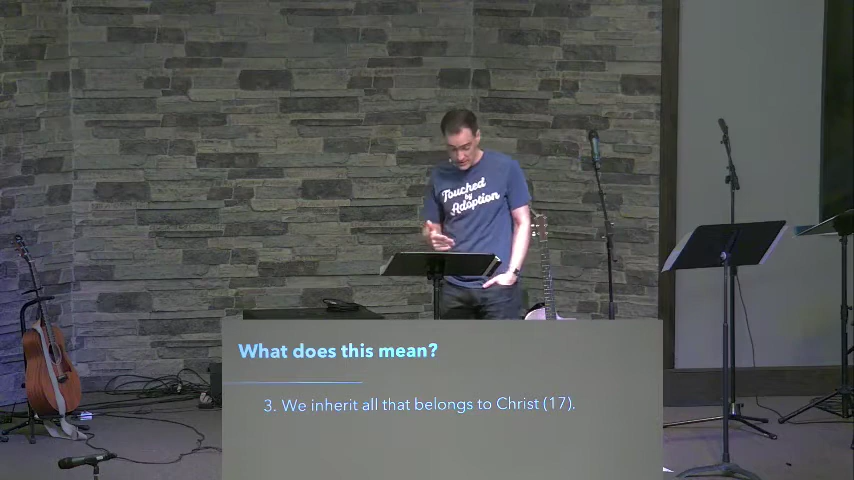 Touched
by
Adoption
What does this mean?
3. We inherit all that belongs to Christ (17).